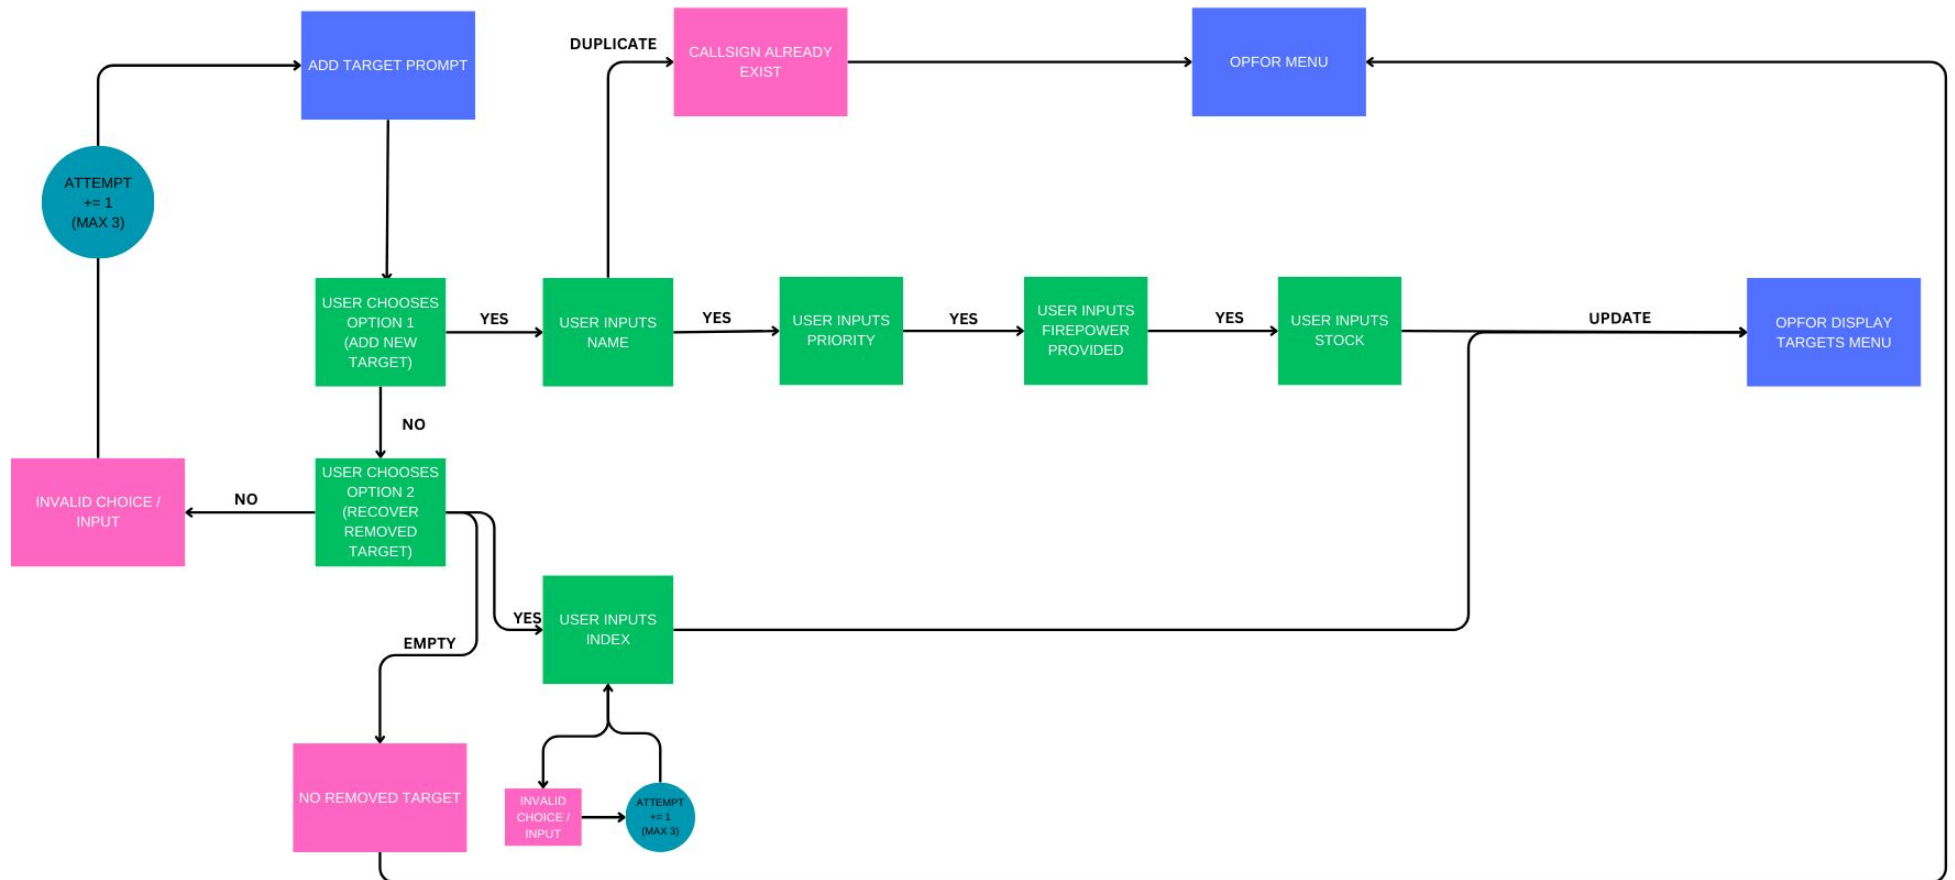 DUPLICATE
ADD TARGET PROMPT
CALLSIGN ALREADY
EXIST
OPFOR MENU
ATTEMPT
+= 1
(MAX 3)
USER CHOOSES
OPTION 1
(ADD NEW
TARGET)
YES
USER INPUTS
NAME
YES
USER INPUTS
PRIORITY
YES
USER INPUTS
FIREPOWER
PROVIDED
YES
USER INPUTS
STOCK
UPDATE
OPFOR DISPLAY
TARGETS MENU
NO
INVALID CHOICE /
INPUT
NO
USER CHOOSES
OPTION 2
(RECOVER
REMOVED
TARGET)
YES
USER INPUTS
INDEX
EMPTY
NO REMOVED TARGET
INVALID
CHOICE /
INPUT
ATTEMPT
+= 1
(MAX 3)